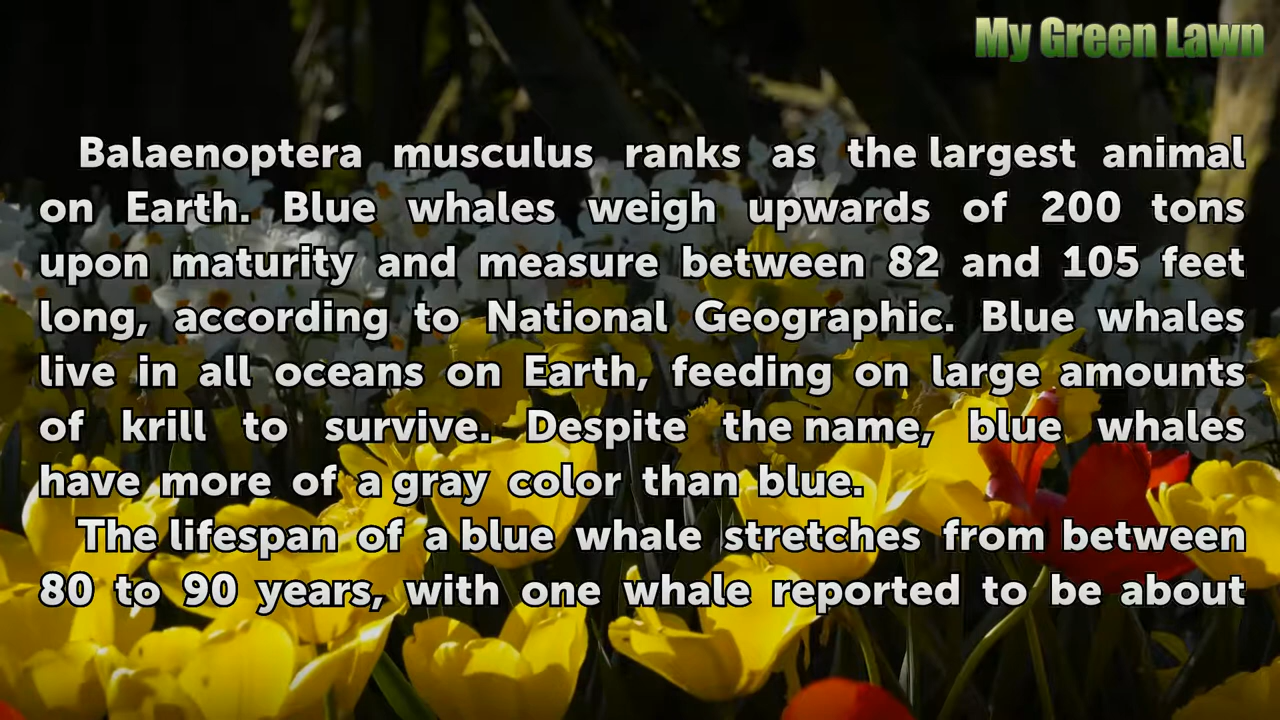 My Green Lawn
Balaenoptera musculus ranks as the largest animal
on Earth. Blue whales weigh upwards of 200 tons
upon maturity and measure between 82 and 105 feet
long, according to National Geographic. Blue whales
live in all oceans on Earth, feeding on large amounts
of krill to survive. Despite the name, blue whales
have more of a gray color than blue.
The lifespan of a blue whale stretches from between
80 to 90 years, with one whale reported to be about